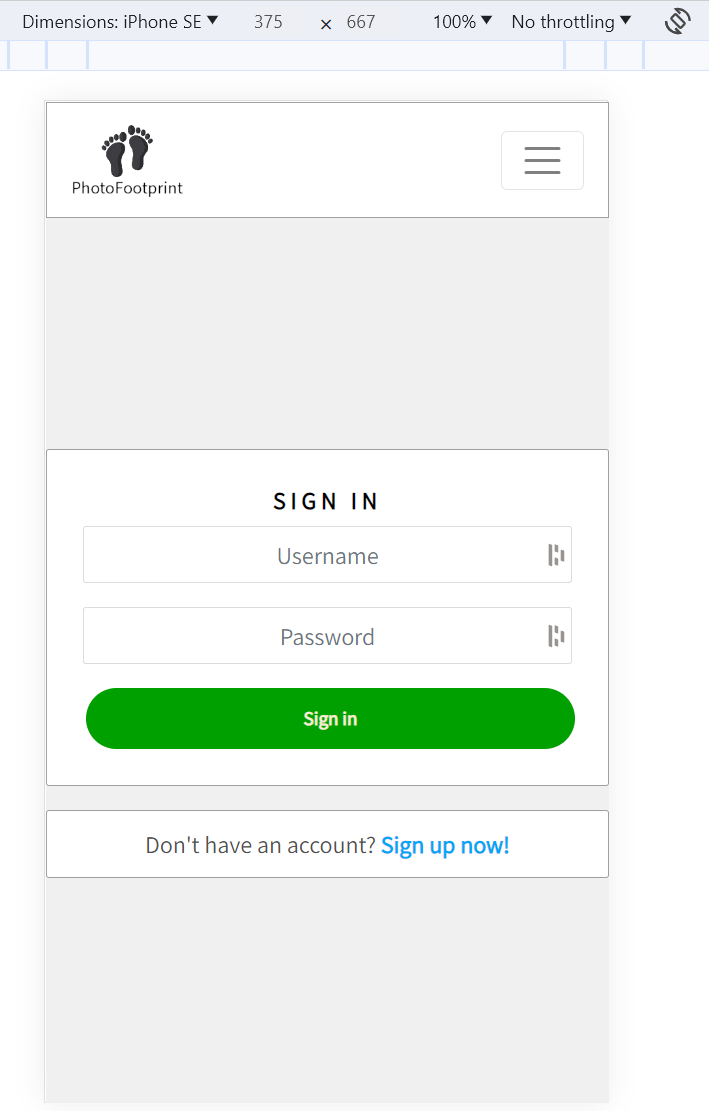 Dimensions: iPhone SE ▼ 375 × 667 100% ▼ No throttling ▼
PhotoFootprint
SIGN IN
Username
Password
Sign in
Don't have an account? Sign up now!